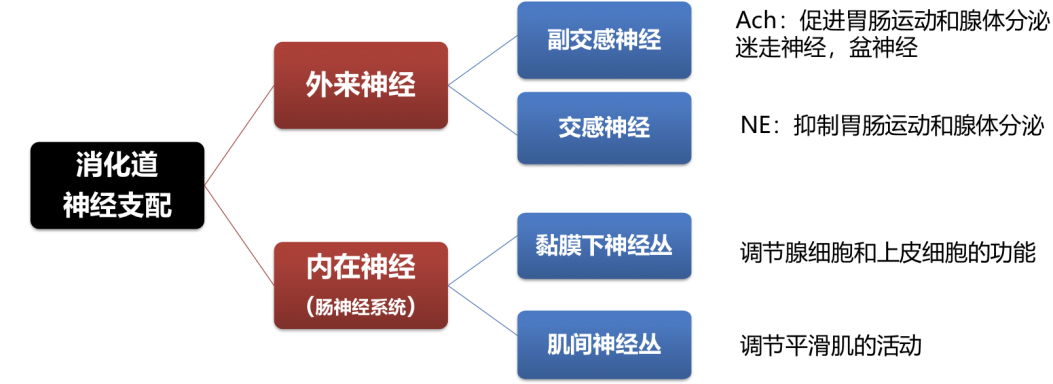 消化道
神经支配
外来神经
副交感神经
Ach：促进胃肠运动和腺体分泌
迷走神经，盆神经
交感神经
NE：抑制胃肠运动和腺体分泌
内在神经
（肠神经系统）
黏膜下神经丛
调节腺细胞和上皮细胞的功能
肌间神经丛
调节平滑肌的活动